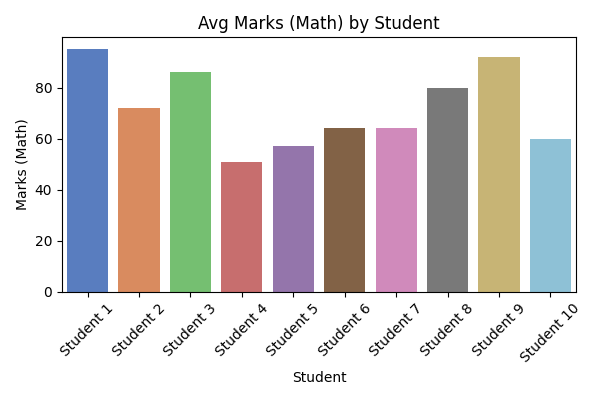 Avg Marks (Math) by Student
Marks (Math)
80
60
40
20
0
Student 1
Student 2
Student 3
Student 4
Student 5
Student 6
Student 7
Student 8
Student 9
Student 10
Student